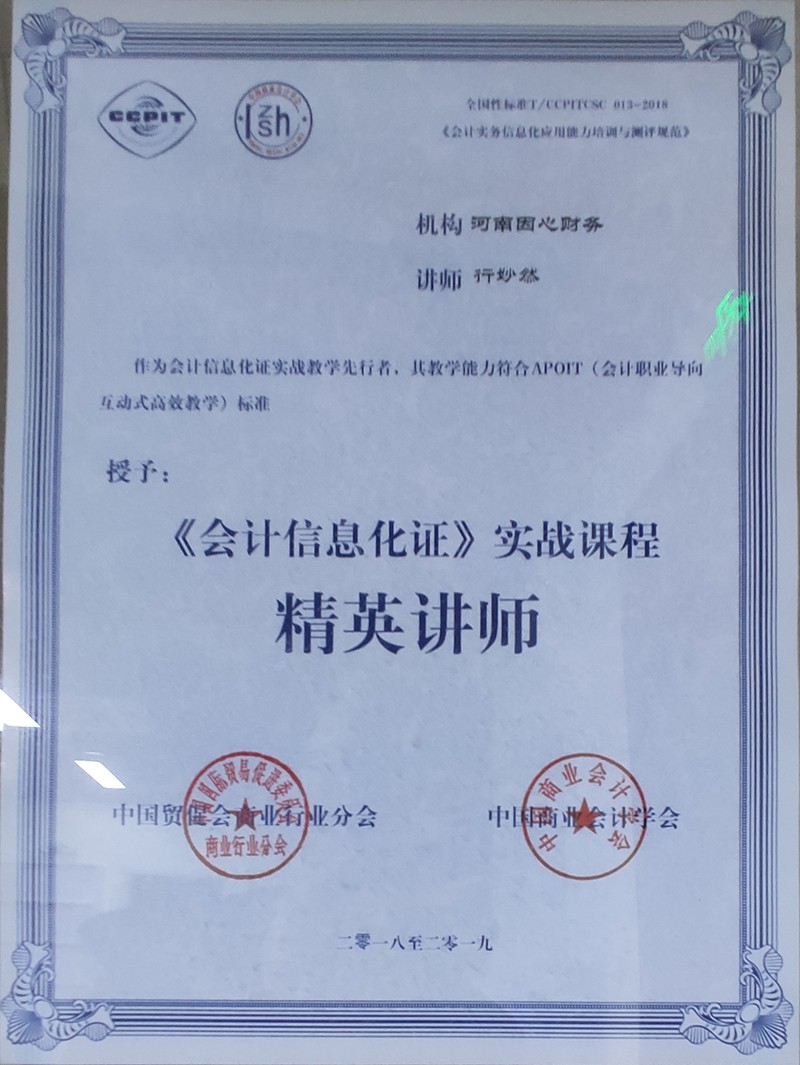 CCPIT
zsh
全国性标准T/CCPITCSC 013-2018
《会计实务信息化应用能力培训与测评规范》
机构 河南因心财务
讲师 行妙然
作为会计信息化证实战教学先行者，其教学能力符合APOIT（会计职业导向
互动式高效教学）标准
授予：
《会计信息化证》实战课程
精英讲师
中国贸促会商业行业分会
商业行业分会
中国商业会计学会
中国商业会计学会
二零一八至二零一九